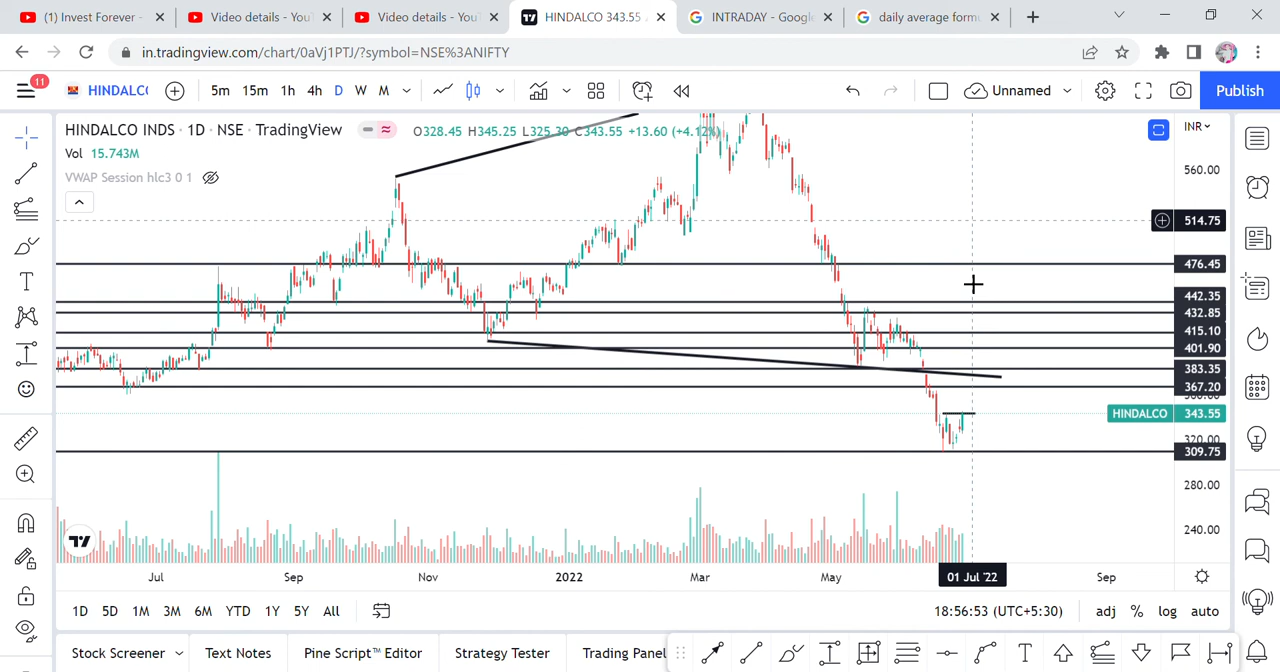 (1) Invest Forever -
Video details - YouT
Video details - YouT
HINDALCO 343.55
INTRADAY - Google
daily average formu
in.tradingview.com/chart/0aVj1PTJ/?symbol=NSE%3ANIFTY
11
HINDALC
5m 15m 1h 4h D W M
Unnamed
Publish
HINDALCO INDS · 1D · NSE · TradingView
O328.45 H345.25 L325.30 C343.55 +13.60 (+4.12%)
INR
Vol 15.743M
VWAP Session hlc3 0 1
560.00
514.75
476.45
442.35
432.85
415.10
401.90
383.35
367.20
360.00
HINDALCO 343.55
320.00
309.75
280.00
240.00
Jul Sep Nov 2022 Mar May 01 Jul '22 Sep
1D 5D 1M 3M 6M YTD 1Y 5Y All
18:56:53 (UTC+5:30) adj % log auto
Stock Screener Text Notes Pine Script™ Editor Strategy Tester Trading Panel